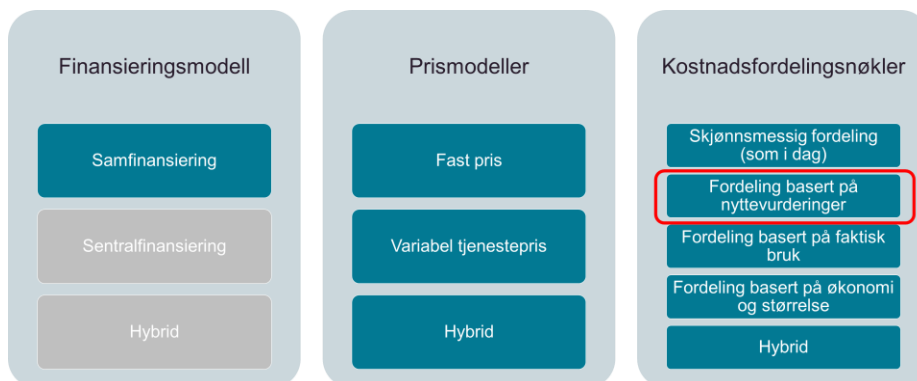 Finansieringsmodell
Samfinansiering
Sentralfinansiering
Hybrid
Prismodeller
Fast pris
Variabel tjenestepris
Hybrid
Kostnadsfordelingsnøkler
Skjønnsmessig fordeling
(som i dag)
Fordeling basert på
nyttevurderinger
Fordeling basert på faktisk
bruk
Fordeling basert på økonomi
og størrelse
Hybrid